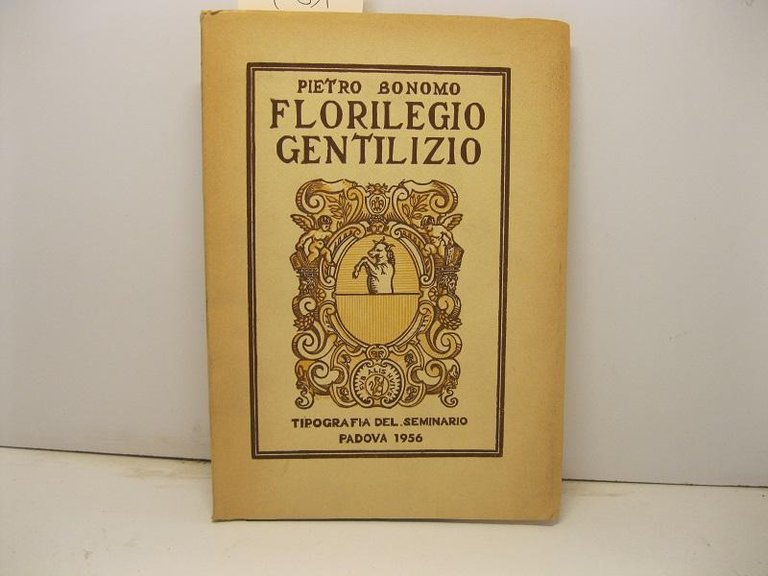 PIETRO BONOMO
FLORILEGIO
GENTILIZIO
TIPOGRAFIA DEL SEMINARIO
PADOVA 1956